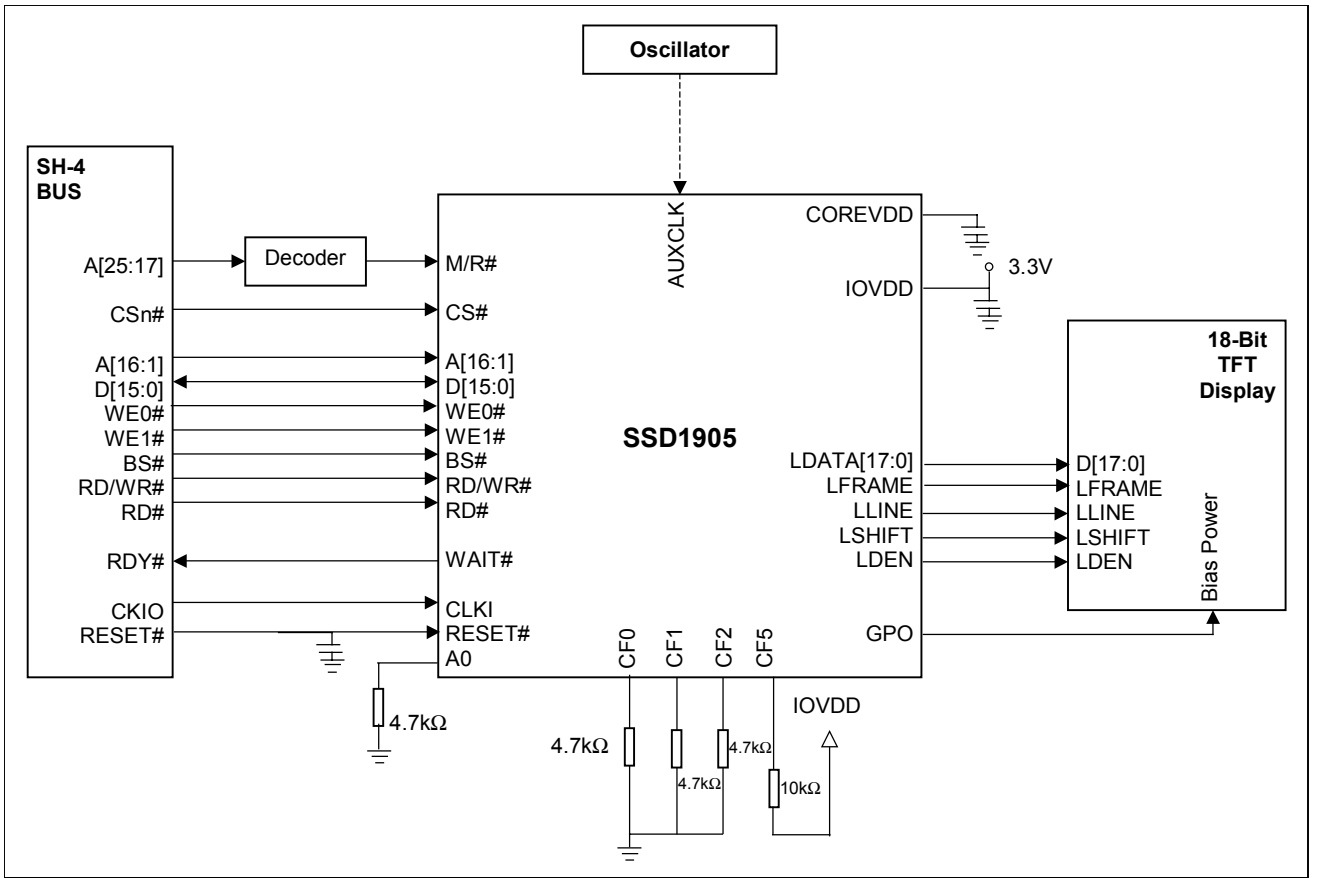 Oscillator
SH-4
BUS
A[25:17]
CSn#
A[16:1]
D[15:0]
WE0#
WE1#
BS#
RD/WR#
RD#
RDY#
CKIO
RESET#
Decoder
M/R#
CS#
A[16:1]
D[15:0]
WE0#
WE1#
BS#
RD/WR#
RD#
WAIT#
CLKI
RESET#
A0
4.7kΩ
AUXCLK
SSD1905
COREVDD
IOVDD
3.3V
LDATA[17:0]
LFRAME
LLINE
LSHIFT
LDEN
GPO
CF0
CF1
CF2
CF5
4.7kΩ
4.7kΩ
4.7kΩ
10kΩ
IOVDD
18-Bit
TFT
Display
D[17:0]
LFRAME
LLINE
LSHIFT
LDEN
Bias Power